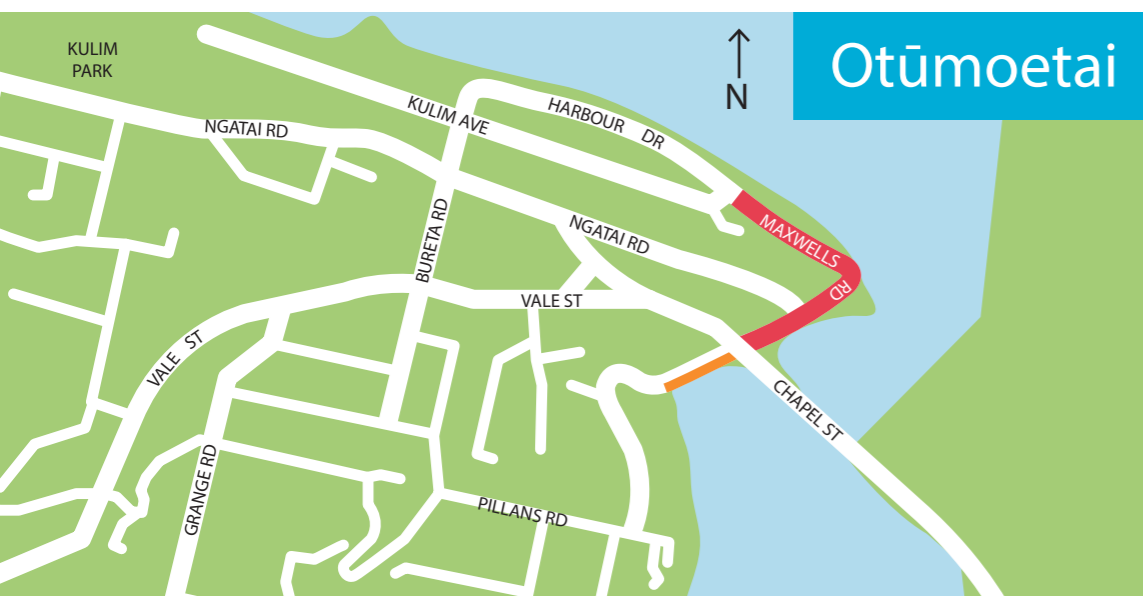 Otūmoetai
N
KULIM
PARK
KULIM AVE
HARBOUR DR
NGATAI RD
BURETA RD
NGATAI RD
MAXWELLS RD
VALE ST
VALE ST
CHAPEL ST
GRANGE RD
PILLANS RD